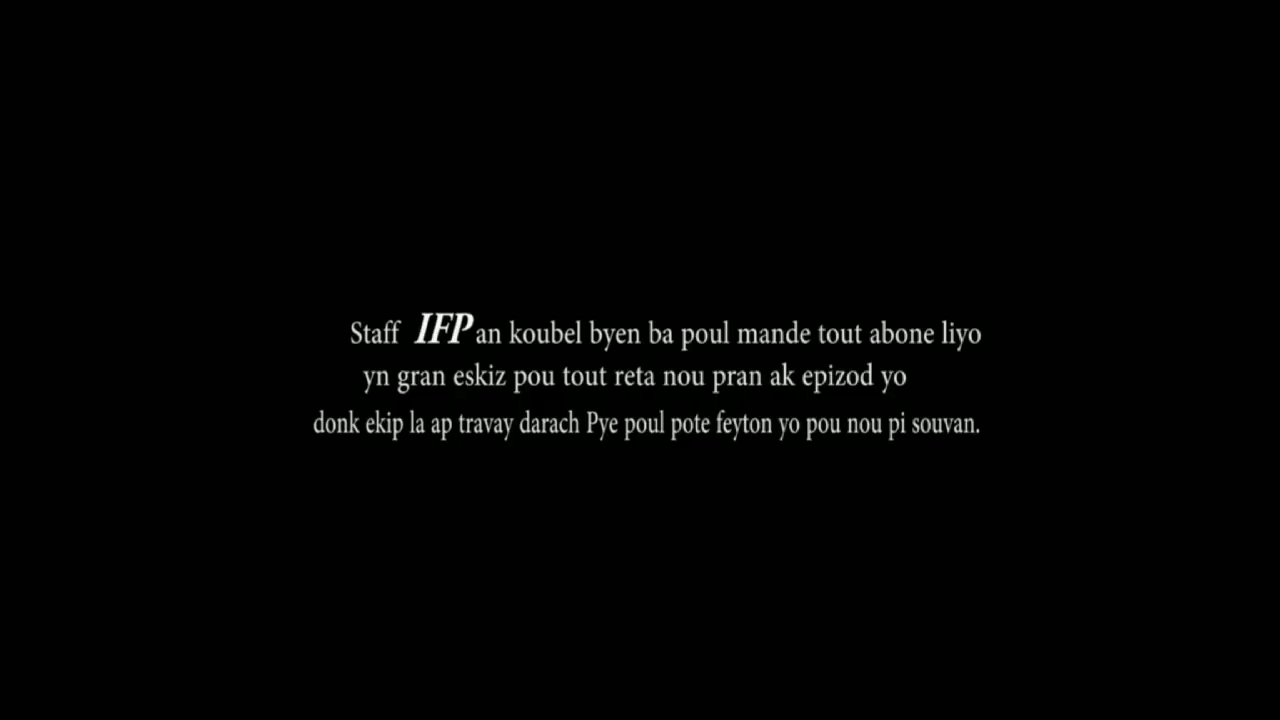 Staff IFP an koubel byen ba poul mande tout abone liyo
yn gran eskiz pou tout reta nou pran ak epizod yo
donk ekip la ap travay darach Pye poul pote feyton yo pou nou pi souvan.